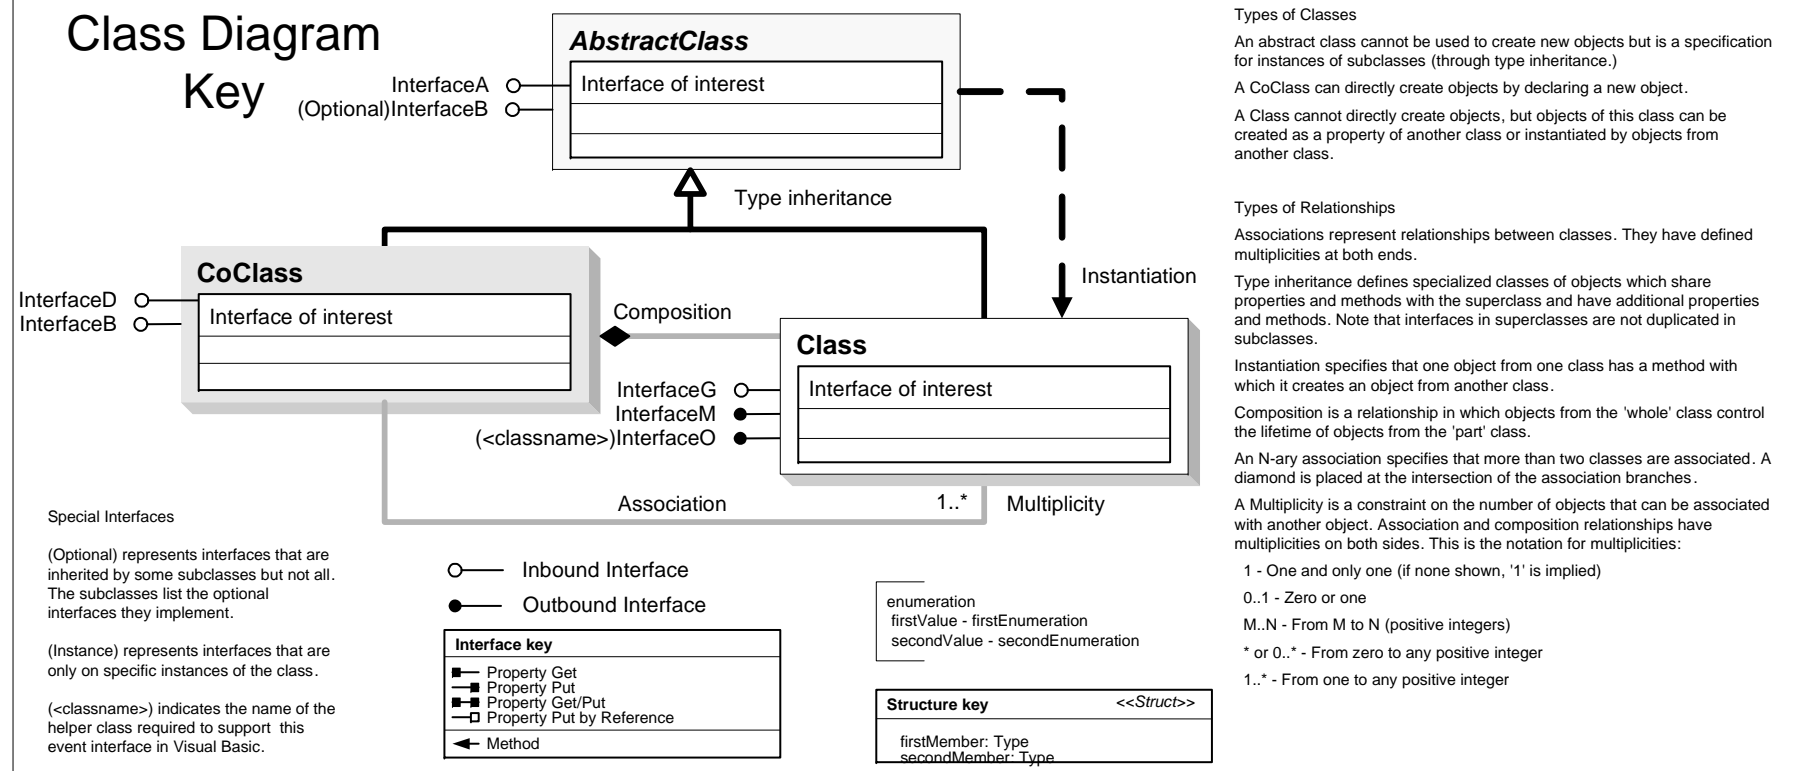 Class Diagram
Key
AbstractClass
Interface of interest
InterfaceA
(Optional)InterfaceB
Type inheritance
Instantiation
CoClass
Interface of interest
InterfaceD
InterfaceB
Composition
Class
Interface of interest
InterfaceG
InterfaceM
(<classname>)InterfaceO
Association
1..*
Multiplicity
Special Interfaces
(Optional) represents interfaces that are
inherited by some subclasses but not all.
The subclasses list the optional
interfaces they implement.
(Instance) represents interfaces that are
only on specific instances of the class.
(<classname>) indicates the name of the
helper class required to support this
event interface in Visual Basic.
Inbound Interface
Outbound Interface
Interface key
Property Get
Property Put
Property Get/Put
Property Put by Reference
Method
enumeration
firstValue - firstEnumeration
secondValue - secondEnumeration
Structure key <<Struct>>
firstMember: Type
secondMember: Type
Types of Classes
An abstract class cannot be used to create new objects but is a specification
for instances of subclasses (through type inheritance.)
A CoClass can directly create objects by declaring a new object.
A Class cannot directly create objects, but objects of this class can be
created as a property of another class or instantiated by objects from
another class.
Types of Relationships
Associations represent relationships between classes. They have defined
multiplicities at both ends.
Type inheritance defines specialized classes of objects which share
properties and methods with the superclass and have additional properties
and methods. Note that interfaces in superclasses are not duplicated in
subclasses.
Instantiation specifies that one object from one class has a method with
which it creates an object from another class.
Composition is a relationship in which objects from the 'whole' class control
the lifetime of objects from the 'part' class.
An N-ary association specifies that more than two classes are associated. A
diamond is placed at the intersection of the association branches.
A Multiplicity is a constraint on the number of objects that can be associated
with another object. Association and composition relationships have
multiplicities on both sides. This is the notation for multiplicities:
1 - One and only one (if none shown, '1' is implied)
0..1 - Zero or one
M..N - From M to N (positive integers)
* or 0..* - From zero to any positive integer
1..* - From one to any positive integer